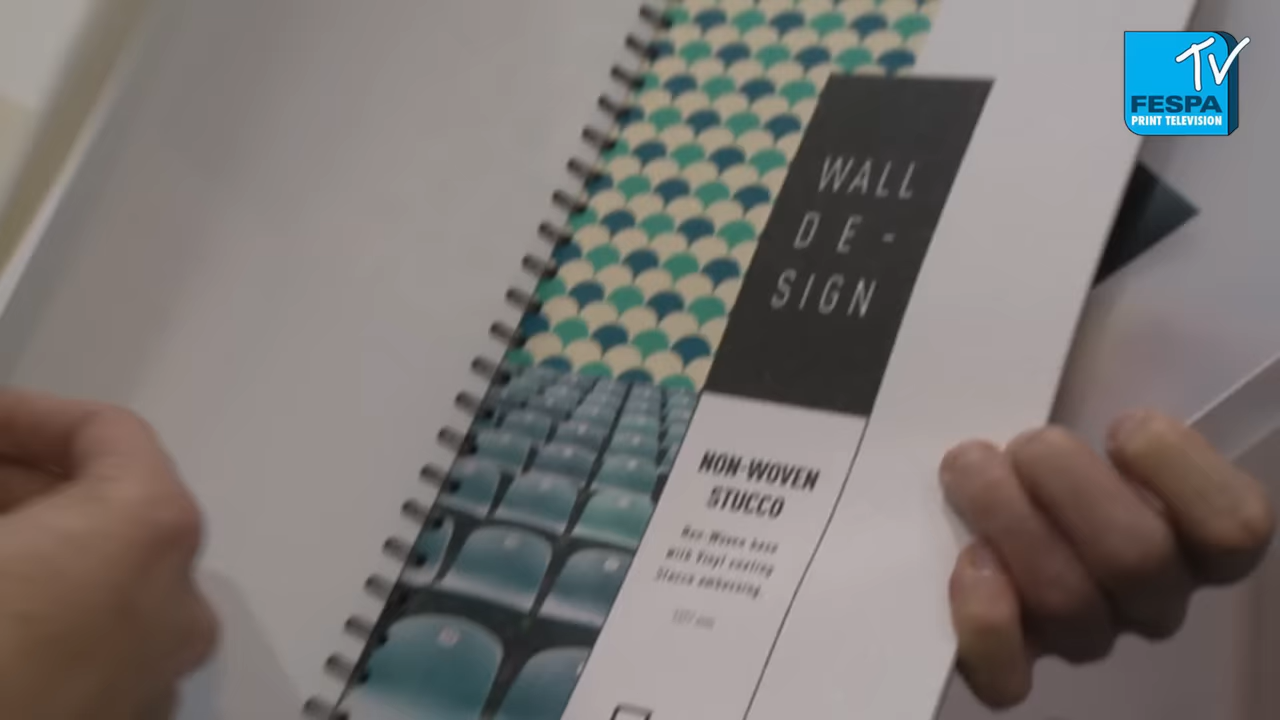 TV
FESPA
PRINT TELEVISION
WALL
DE-
SIGN
NON-WOVEN
STUCCO
Non-Woven base
with Vinyl coating
Stucco embossing.